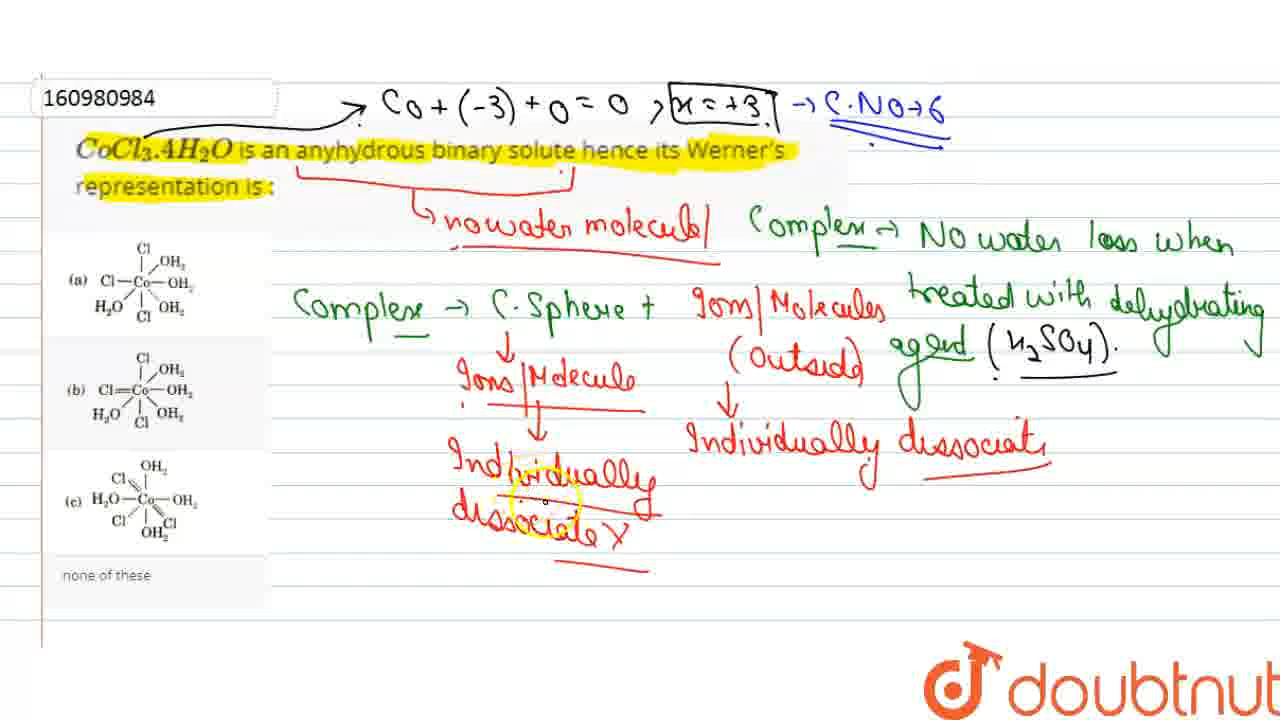 160980984
Co + (-3) + 0 = 0 , x = +3 → C.NO → 6
CoCl₃.4H₂O is an anyhydrous binary solute hence its Werner's
representation is :
no water molecule/
Complex → No water loss when
treated with dehydrating
agent (H₂SO₄).
Complex → C. Sphere + Ions/Molecules
(Outside)
Ions/Molecule
Individually dissociate
Individually
dissociate X
(a) Cl OH₂ Cl Co OH₂ H₂O Cl OH₂
(b) Cl OH₂ Cl Co OH₂ H₂O Cl OH₂
(c) OH₂ Cl H₂O Co OH₂ Cl Cl OH₂
none of these
doubtnut